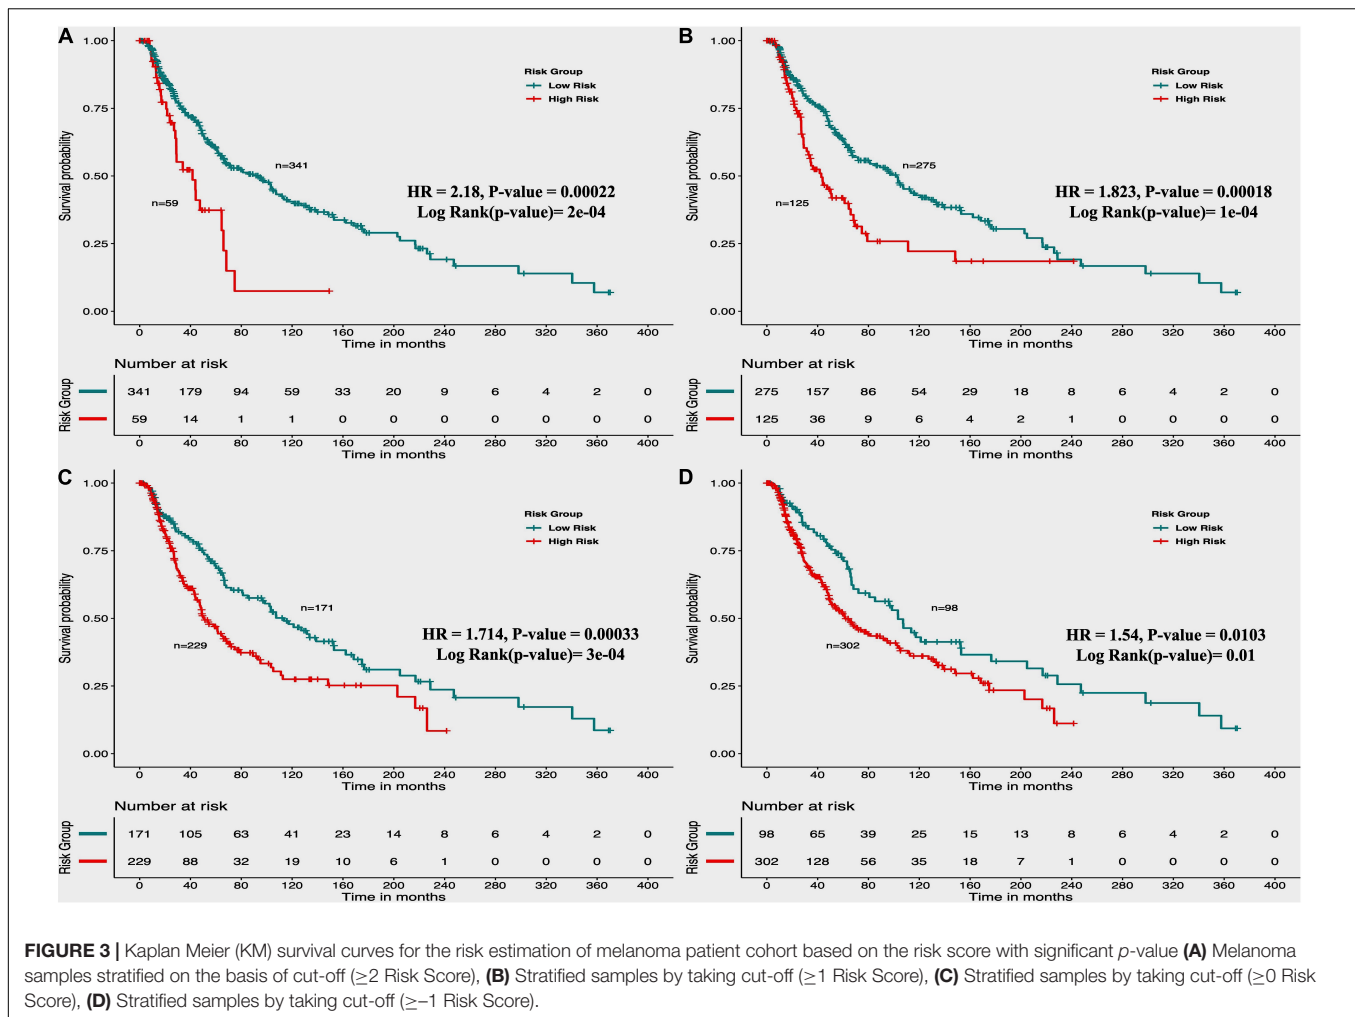 A
1.00
0.75
0.50
0.25
0.00
Survival probability
Risk Group
Low Risk
High Risk
n=341
n=59
HR = 2.18, P-value = 0.00022
Log Rank(p-value)= 2e-04
0 40 80 120 160 200 240 280 320 360 400
Time in months
Number at risk
Risk Group
341 179 94 59 33 20 9 6 4 2 0
59 14 1 1 0 0 0 0 0 0 0
0 40 80 120 160 200 240 280 320 360 400
Time in months
B
1.00
0.75
0.50
0.25
0.00
Survival probability
Risk Group
Low Risk
High Risk
n=275
n=125
HR = 1.823, P-value = 0.00018
Log Rank(p-value)= 1e-04
0 40 80 120 160 200 240 280 320 360 400
Time in months
Number at risk
Risk Group
275 157 86 54 29 18 8 6 4 2 0
125 36 9 6 4 2 1 0 0 0 0
0 40 80 120 160 200 240 280 320 360 400
Time in months
C
1.00
0.75
0.50
0.25
0.00
Survival probability
Risk Group
Low Risk
High Risk
n=171
n=229
HR = 1.714, P-value = 0.00033
Log Rank(p-value)= 3e-04
0 40 80 120 160 200 240 280 320 360 400
Time in months
Number at risk
Risk Group
171 105 63 41 23 14 8 6 4 2 0
229 88 32 19 10 6 1 0 0 0 0
0 40 80 120 160 200 240 280 320 360 400
Time in months
D
1.00
0.75
0.50
0.25
0.00
Survival probability
Risk Group
Low Risk
High Risk
n=98
n=302
HR = 1.54, P-value = 0.0103
Log Rank(p-value)= 0.01
0 40 80 120 160 200 240 280 320 360 400
Time in months
Number at risk
Risk Group
98 65 39 25 15 13 8 6 4 2 0
302 128 56 35 18 7 1 0 0 0 0
0 40 80 120 160 200 240 280 320 360 400
Time in months
FIGURE 3 | Kaplan Meier (KM) survival curves for the risk estimation of melanoma patient cohort based on the risk score with significant p-value (A) Melanoma
samples stratified on the basis of cut-off (≥2 Risk Score), (B) Stratified samples by taking cut-off (≥1 Risk Score), (C) Stratified samples by taking cut-off (≥0 Risk
Score), (D) Stratified samples by taking cut-off (≥–1 Risk Score).